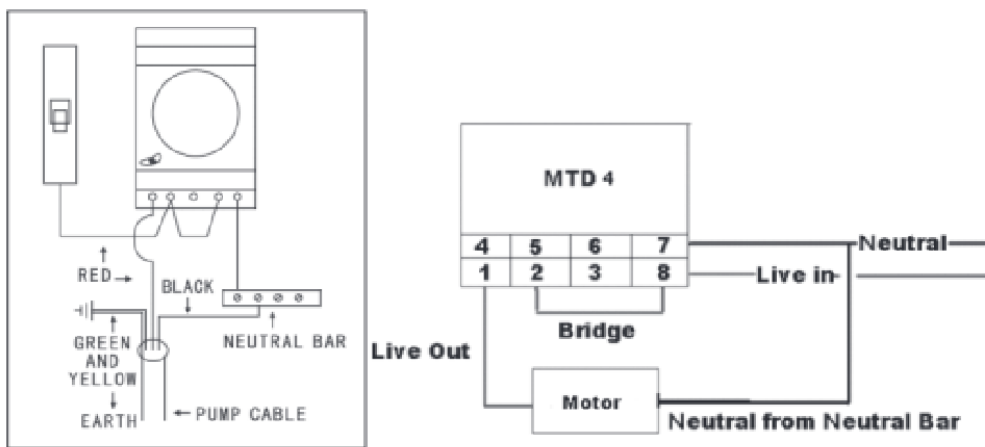 RED
BLACK
GREEN
AND
YELLOW
NEUTRAL BAR
EARTH
PUMP CABLE
MTD 4
4 5 6 7
Neutral
1 2 3 8
Live in
Bridge
Live Out
Motor
Neutral from Neutral Bar